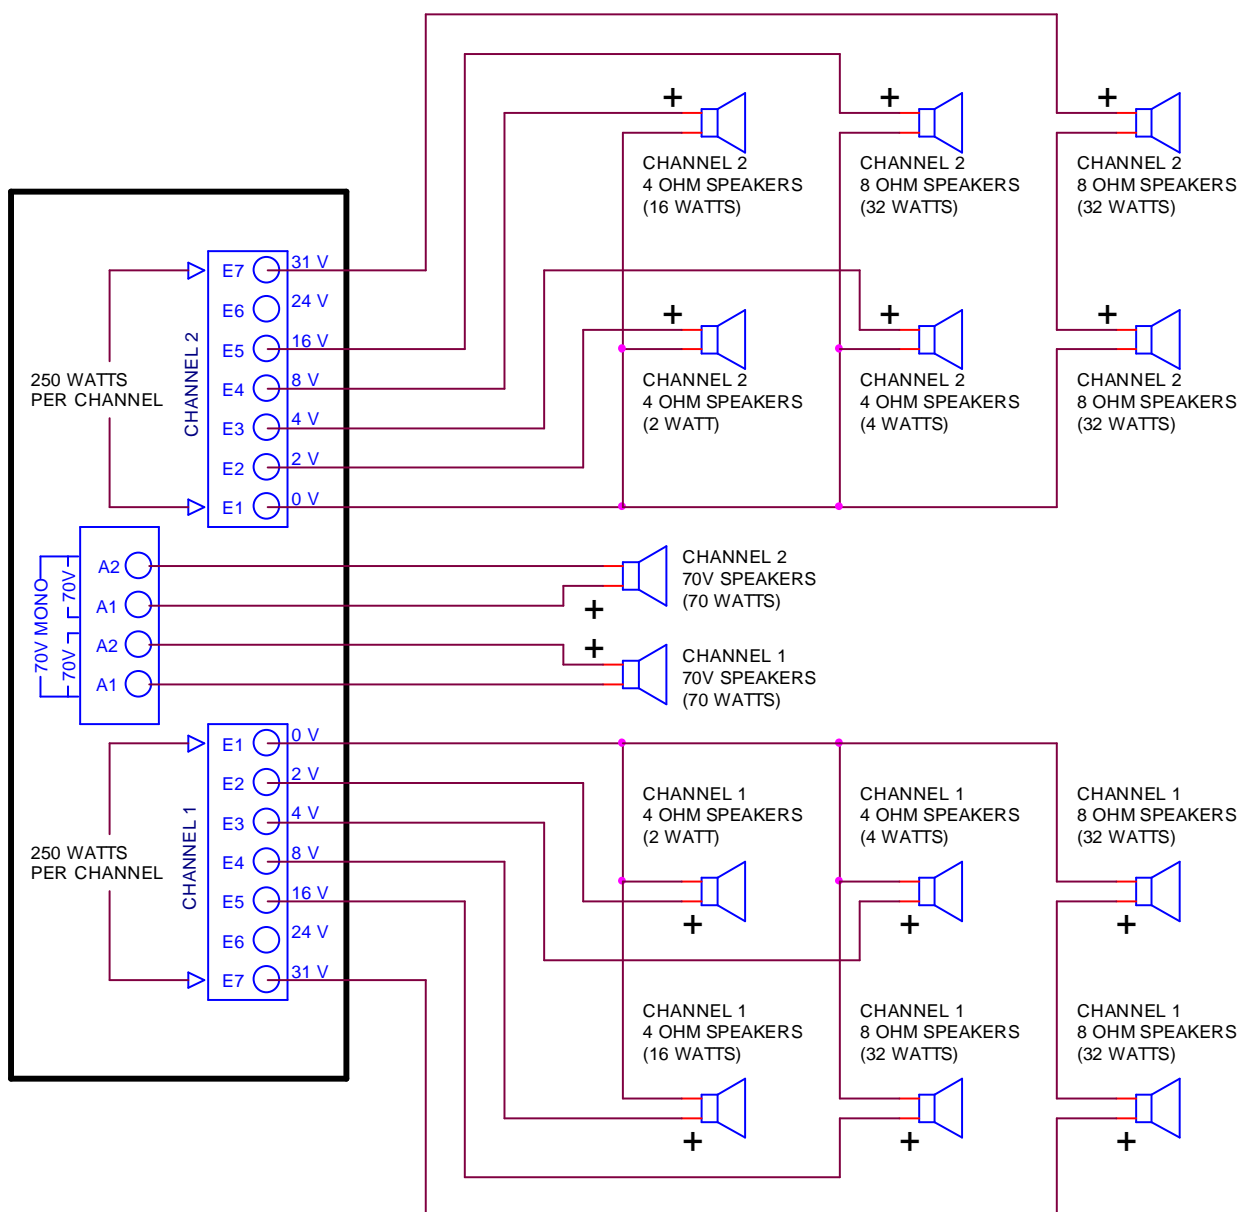 +
+
+
CHANNEL 2
4 OHM SPEAKERS
(16 WATTS)
CHANNEL 2
8 OHM SPEAKERS
(32 WATTS)
CHANNEL 2
8 OHM SPEAKERS
(32 WATTS)
250 WATTS
PER CHANNEL
CHANNEL 2
E7 31 V
E6 24 V
E5 16 V
E4 8 V
E3 4 V
E2 2 V
E1 0 V
+
+
+
CHANNEL 2
4 OHM SPEAKERS
(2 WATT)
CHANNEL 2
4 OHM SPEAKERS
(4 WATTS)
CHANNEL 2
8 OHM SPEAKERS
(32 WATTS)
70V MONO
70V
70V
A2
A1
A2
A1
CHANNEL 2
70V SPEAKERS
(70 WATTS)
+
+
CHANNEL 1
70V SPEAKERS
(70 WATTS)
250 WATTS
PER CHANNEL
CHANNEL 1
E1 0 V
E2 2 V
E3 4 V
E4 8 V
E5 16 V
E6 24 V
E7 31 V
CHANNEL 1
4 OHM SPEAKERS
(2 WATT)
CHANNEL 1
4 OHM SPEAKERS
(4 WATTS)
CHANNEL 1
8 OHM SPEAKERS
(32 WATTS)
+
+
+
CHANNEL 1
4 OHM SPEAKERS
(16 WATTS)
CHANNEL 1
8 OHM SPEAKERS
(32 WATTS)
CHANNEL 1
8 OHM SPEAKERS
(32 WATTS)
+
+
+